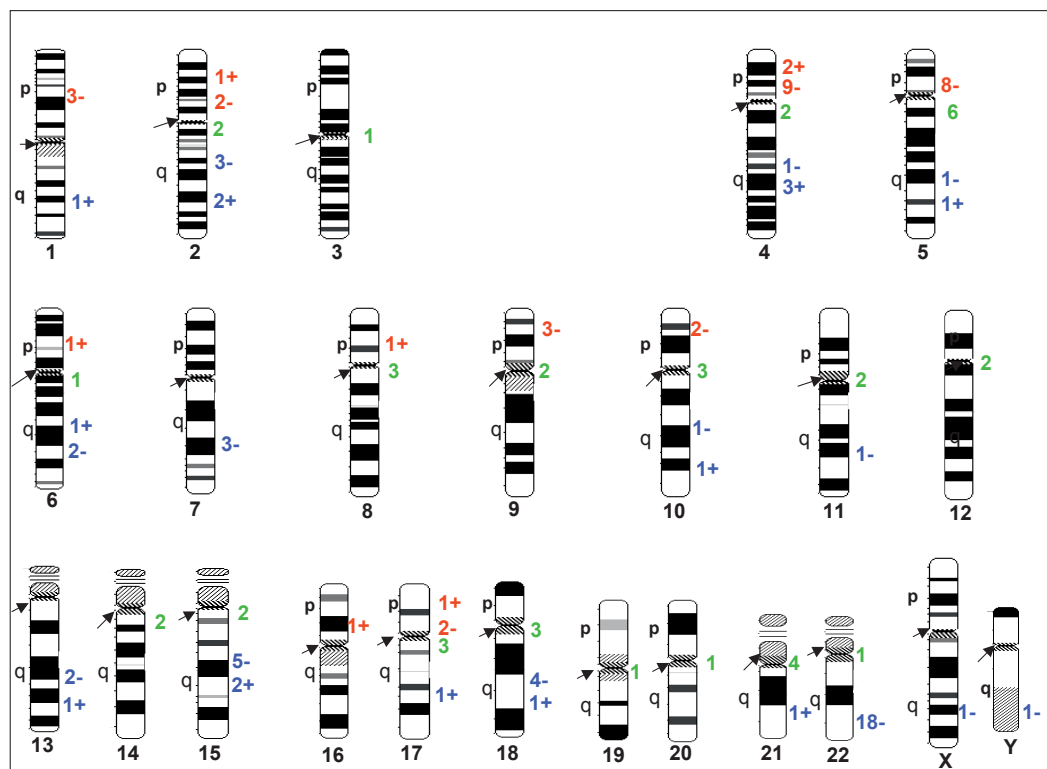 p 3- q 1+ 1
p 1+ 2- 2 q 3- 2+ 2
1 3
p 2+ 9- 2 q 1- 3+ 4
p 8- 6 q 1- 1+ 5
p 1+ 1 q 1+ 2- 6
p q 3- 7
p 1+ 3 q 8
p 3- 2 q 9
p 2- 3 q 1- 1+ 10
p 2 q 1- 11
p 2 q 12
q 2- 1+ 13
2 q 14
2 q 5- 2+ 15
p 1+ q 16
p 1+ 2- 3 q 1+ 17
p 3 q 4- 1+ 18
1 q 19
p 1 q 20
4 q 1+ 21
1 q 18- 22
p q 1- X
p q 1- Y